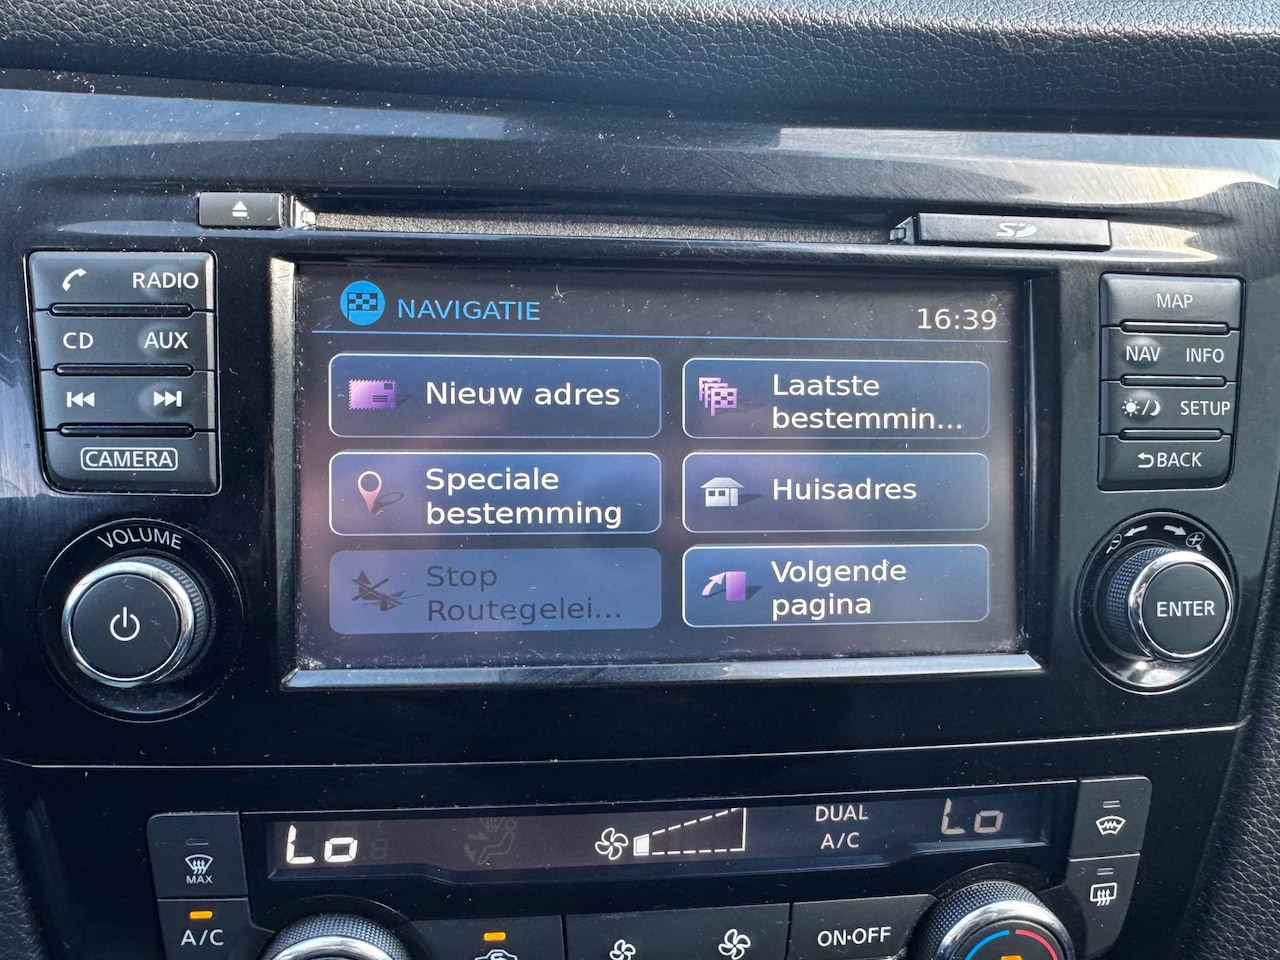 SD
RADIO
CD AUX
CAMERA
VOLUME
NAVIGATIE
16:39
Nieuw adres
Laatste
bestemmin...
Speciale
bestemming
Huisadres
Stop
Routegelei...
Volgende
pagina
MAP
NAV INFO
SETUP
BACK
ENTER
Lo
DUAL
A/C
Lo
MAX
A/C
ON·OFF